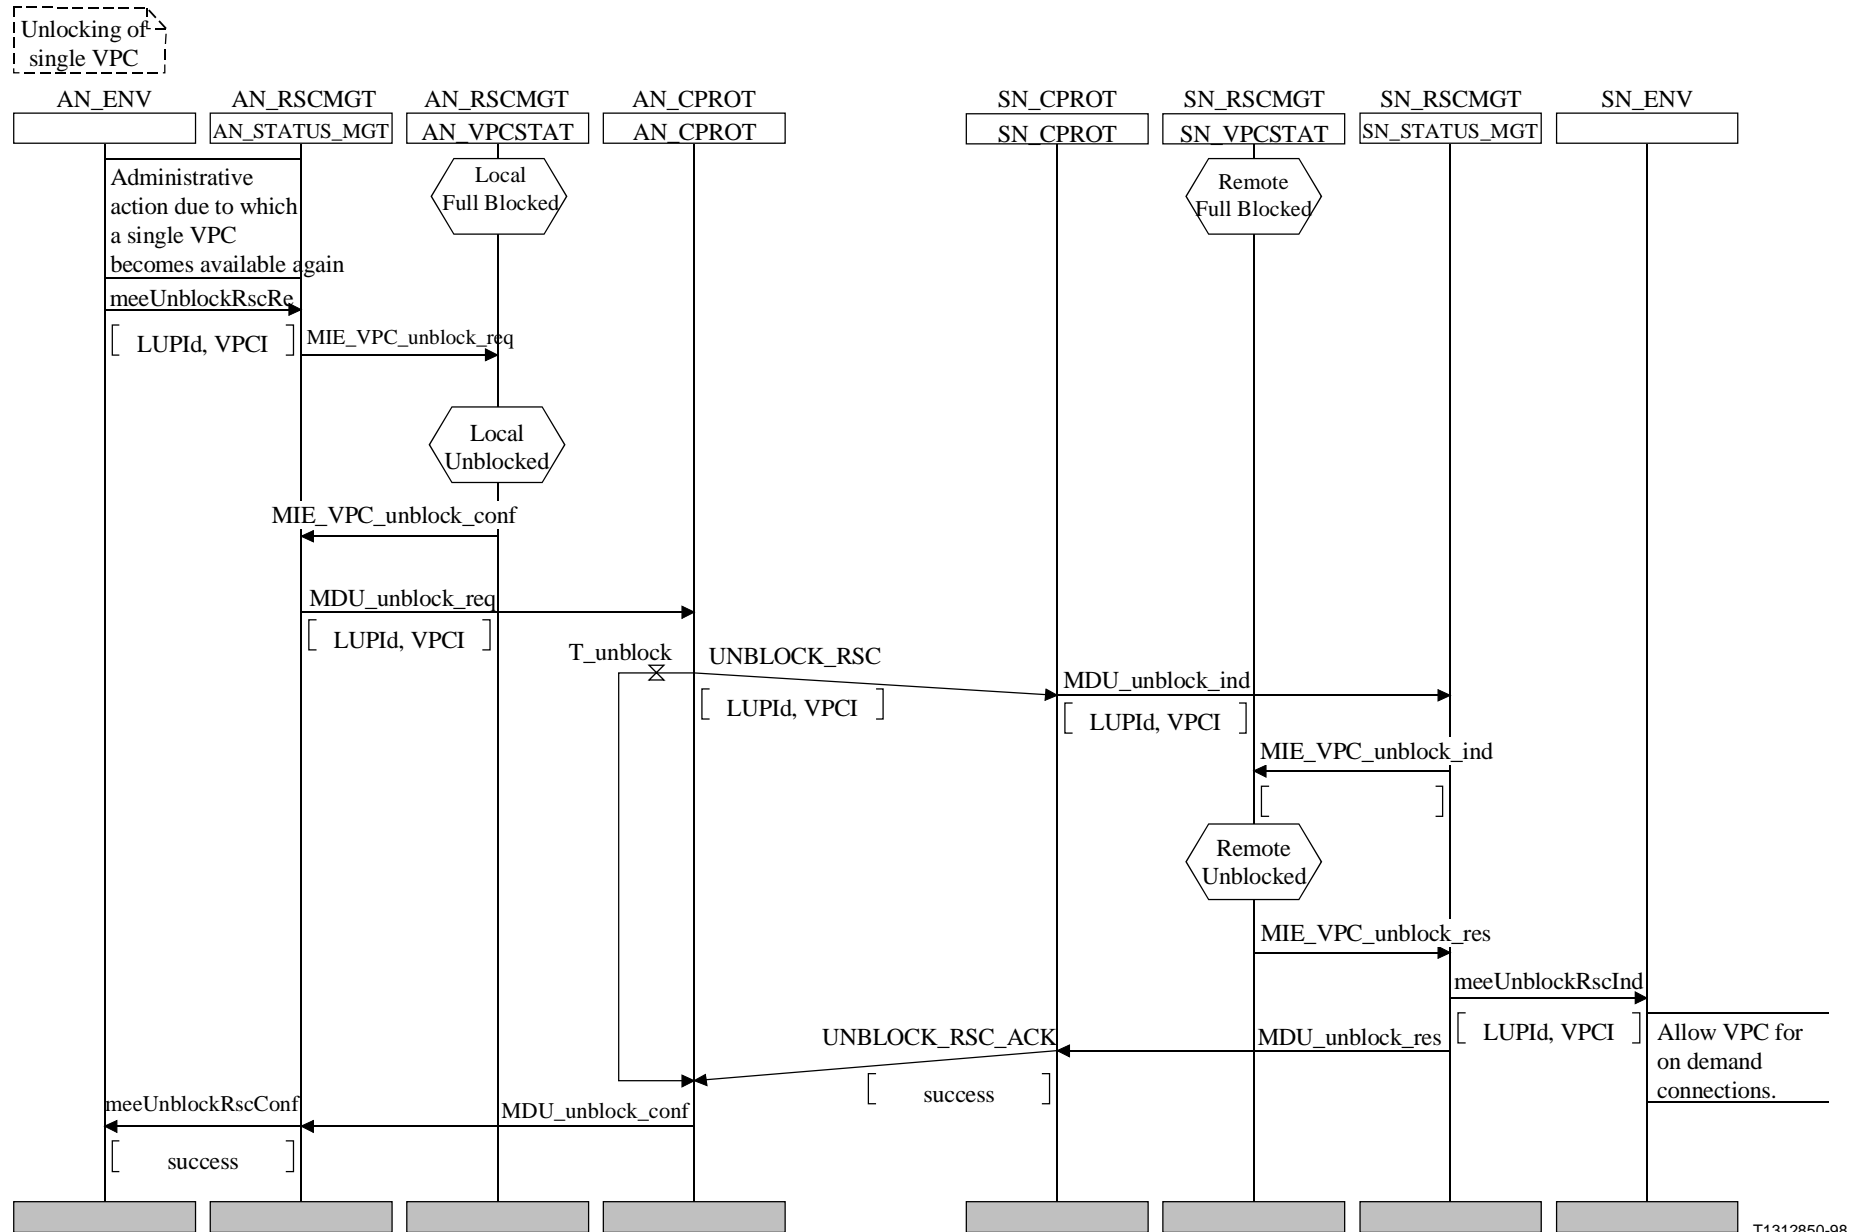 Unlocking of
single VPC
AN_ENV
AN_RSCMGT
AN_RSCMGT
AN_CPROT
SN_CPROT
SN_RSCMGT
SN_RSCMGT
SN_ENV
AN_STATUS_MGT
AN_VPCSTAT
AN_CPROT
SN_CPROT
SN_VPCSTAT
SN_STATUS_MGT
Administrative
action due to which
a single VPC
becomes available again
Local
Full Blocked
Remote
Full Blocked
meeUnblockRscRe
[ LUPId, VPCI ]
MIE_VPC_unblock_req
Local
Unblocked
MIE_VPC_unblock_conf
MDU_unblock_req
[ LUPId, VPCI ]
T_unblock
UNBLOCK_RSC
[ LUPId, VPCI ]
MDU_unblock_ind
[ LUPId, VPCI ]
MIE_VPC_unblock_ind
[ ]
Remote
Unblocked
MIE_VPC_unblock_res
meeUnblockRscInd
[ LUPId, VPCI ]
Allow VPC for
on demand
connections.
MDU_unblock_res
UNBLOCK_RSC_ACK
[ success ]
MDU_unblock_conf
meeUnblockRscConf
[ success ]
T1312850-98